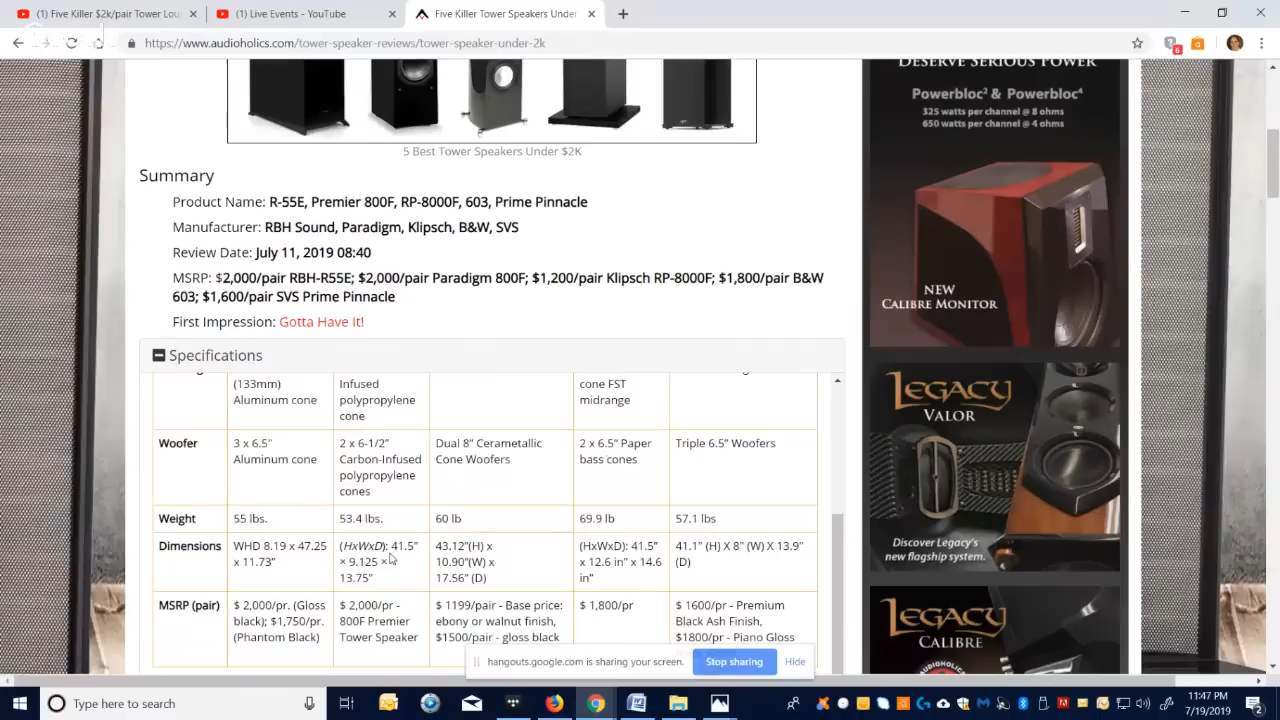 (1) Five Killer $2k/pair Tower Lou
(1) Live Events - YouTube
Five Killer Tower Speakers Under
https://www.audioholics.com/tower-speaker-reviews/tower-speaker-under-2k
6
5 Best Tower Speakers Under $2K
Summary
Product Name: R-55E, Premier 800F, RP-8000F, 603, Prime Pinnacle
Manufacturer: RBH Sound, Paradigm, Klipsch, B&W, SVS
Review Date: July 11, 2019 08:40
MSRP: $2,000/pair RBH-R55E; $2,000/pair Paradigm 800F; $1,200/pair Klipsch RP-8000F; $1,800/pair B&W
603; $1,600/pair SVS Prime Pinnacle
First Impression: Gotta Have It!
Specifications
(133mm)
Aluminum cone
Infused
polypropylene
cone
cone FST
midrange
Woofer
3 x 6.5"
Aluminum cone
2 x 6-1/2"
Carbon-Infused
polypropylene
cones
Dual 8" Cerametallic
Cone Woofers
2 x 6.5" Paper
bass cones
Triple 6.5" Woofers
Weight
55 lbs.
53.4 lbs.
60 lb
69.9 lb
57.1 lbs
Dimensions
WHD 8.19 x 47.25
x 11.73"
(HxWxD): 41.5"
× 9.125 ×
13.75"
43.12"(H) x
10.90"(W) x
17.56" (D)
(HxWxD): 41.5"
x 12.6 in" x 14.6
in"
41.1" (H) X 8" (W) X 13.9"
(D)
MSRP (pair)
$ 2,000/pr. (Gloss
black); $1,750/pr.
(Phantom Black)
$ 2,000/pr -
800F Premier
Tower Speaker
$ 1199/pair - Base price:
ebony or walnut finish,
$1500/pair - gloss black
$ 1,800/pr
$ 1600/pr - Premium
Black Ash Finish,
$1800/pr - Piano Gloss
DESERVE SERIOUS POWER
Powerbloc² & Powerbloc⁴
325 watts per channel @ 8 ohms
650 watts per channel @ 4 ohms
NEW
CALIBRE MONITOR
LEGACY
VALOR
Discover Legacy's
new flagship system.
LEGACY
CALIBRE
hangouts.google.com is sharing your screen.
Stop sharing
Hide
Type here to search
11:47 PM
7/19/2019
2